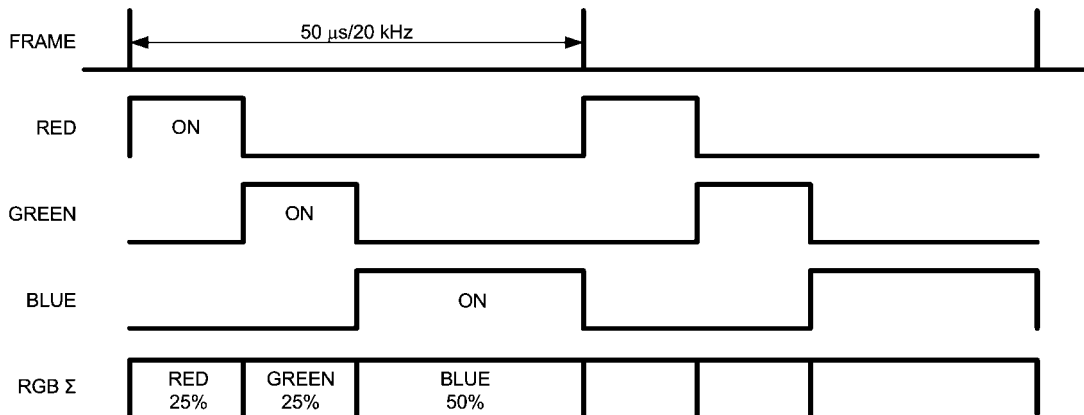 FRAME
50 μs/20 kHz
RED
ON
GREEN
ON
BLUE
ON
RGB Σ
RED
25%
GREEN
25%
BLUE
50%